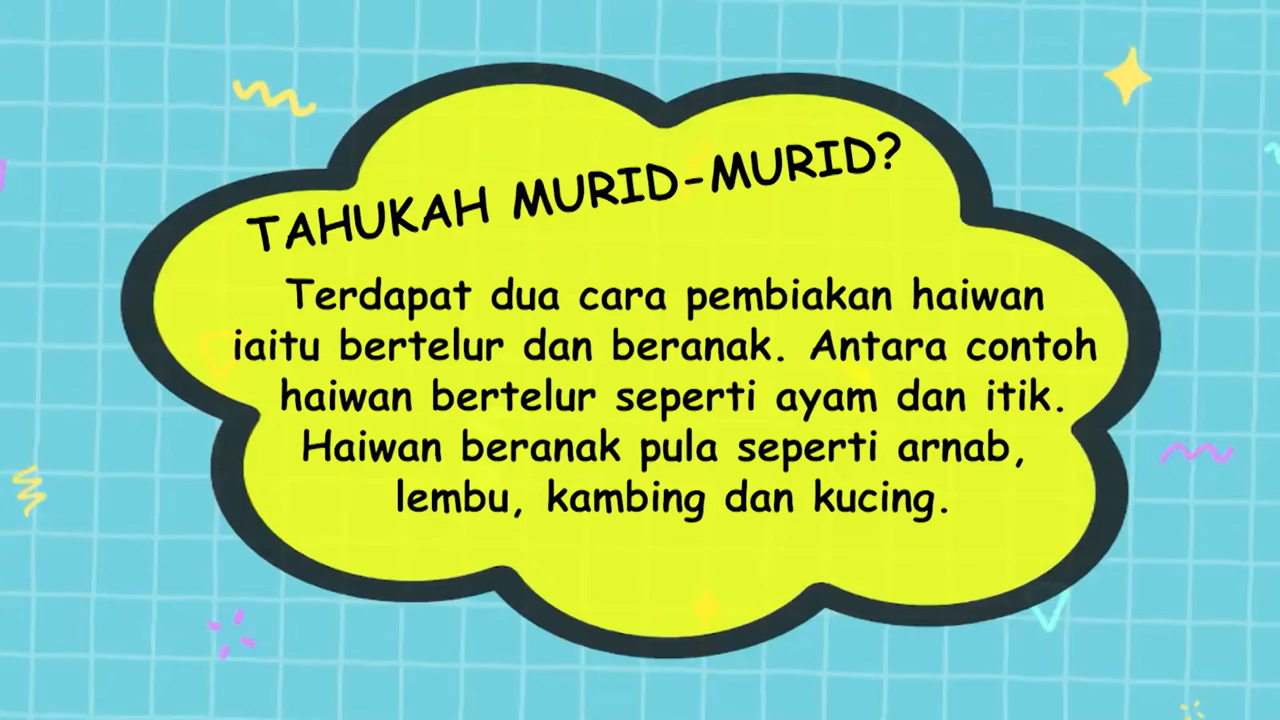 TAHUKAH MURID-MURID?
Terdapat dua cara pembiakan haiwan
iaitu bertelur dan beranak. Antara contoh
haiwan bertelur seperti ayam dan itik.
Haiwan beranak pula seperti arnab,
lembu, kambing dan kucing.